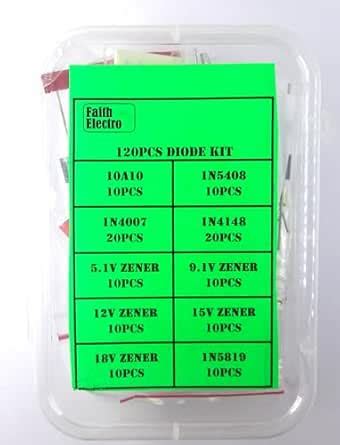 Faith
Electro
120PCS DIODE KIT
10A10
10PCS
1N5408
10PCS
1N4007
20PCS
1N4148
20PCS
5.1V ZENER
10PCS
9.1V ZENER
10PCS
12V ZENER
10PCS
15V ZENER
10PCS
18V ZENER
10PCS
1N5819
10PCS